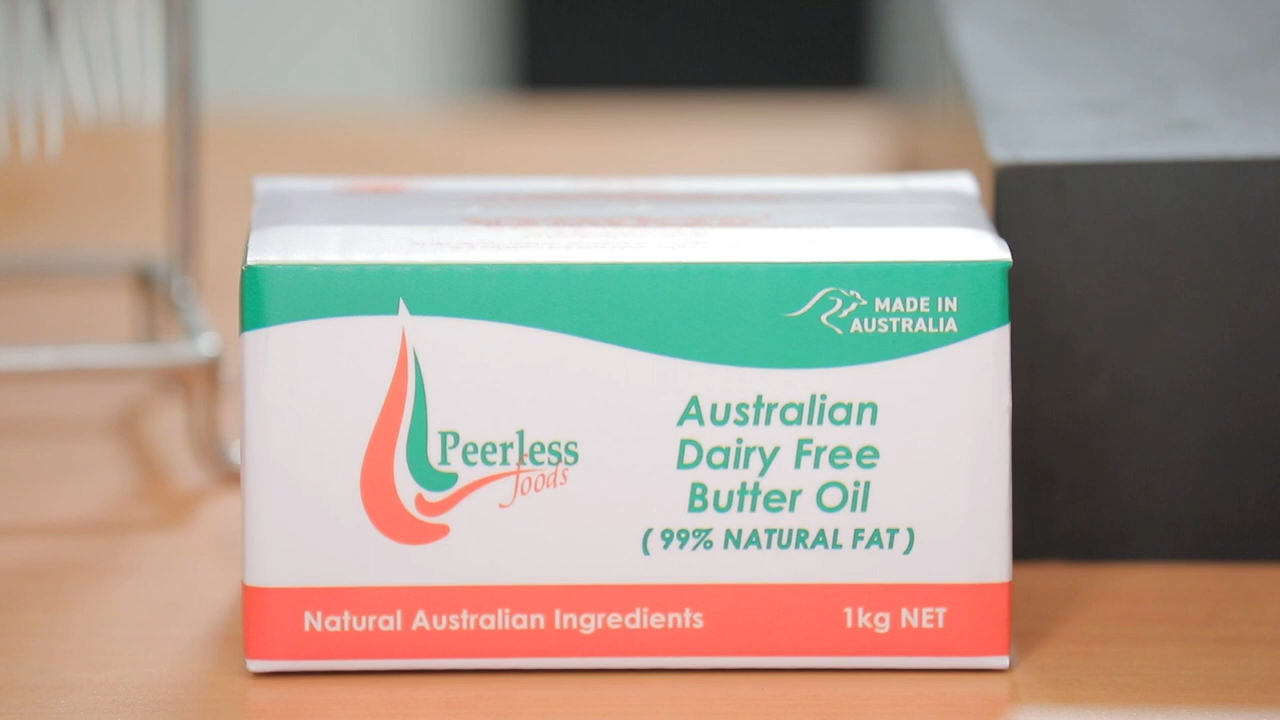 MADE IN
AUSTRALIA
Peerless
foods
Australian
Dairy Free
Butter Oil
( 99% NATURAL FAT )
Natural Australian Ingredients
1kg NET